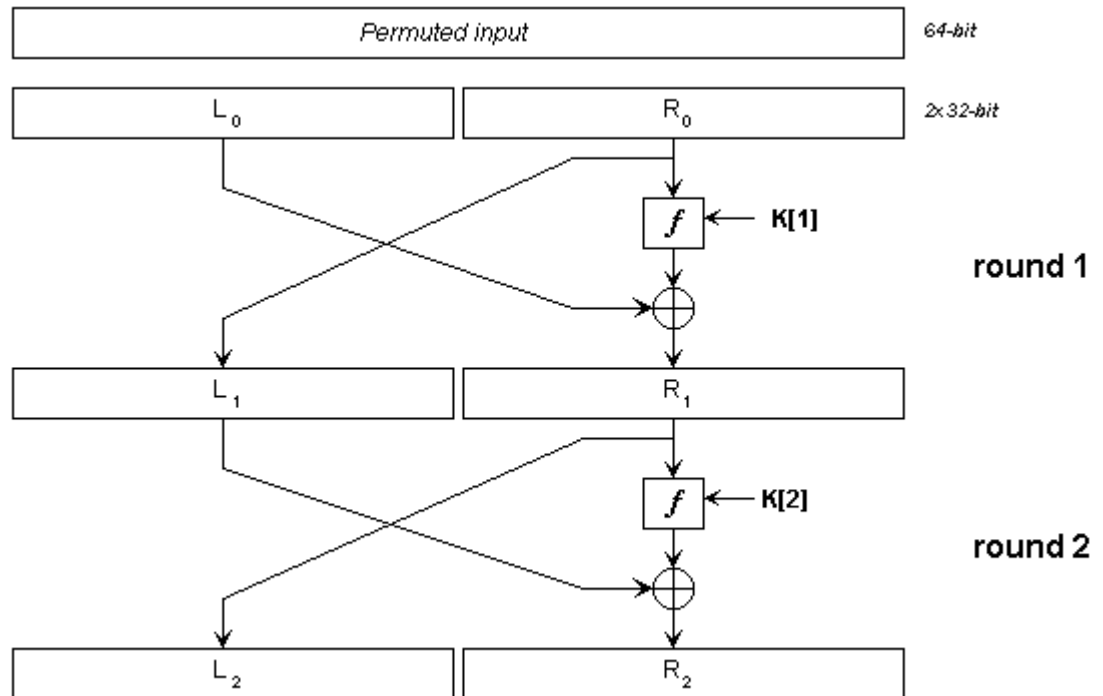 Permuted input 64-bit
L0 R0 2x32-bit
f K[1]
round 1
L1 R1
f K[2]
round 2
L2 R2